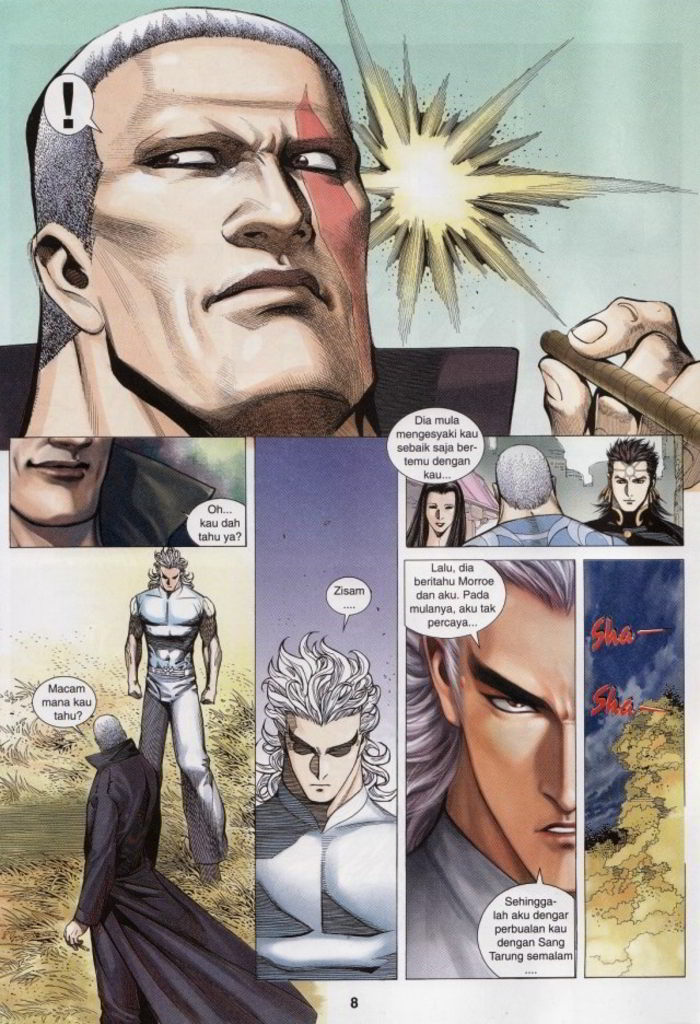 !
Oh...
kau dah
tahu ya?
Dia mula
mengesyaki kau
sebaik saja ber-
temu dengan
kau...
Macam
mana kau
tahu?
Zisam
....
Lalu, dia
beritahu Morroe
dan aku. Pada
mulanya, aku tak
percaya...
Sehingga-
lah aku dengar
perbualan kau
dengan Sang
Tarung semalam
....
Sha—
Sha—
8